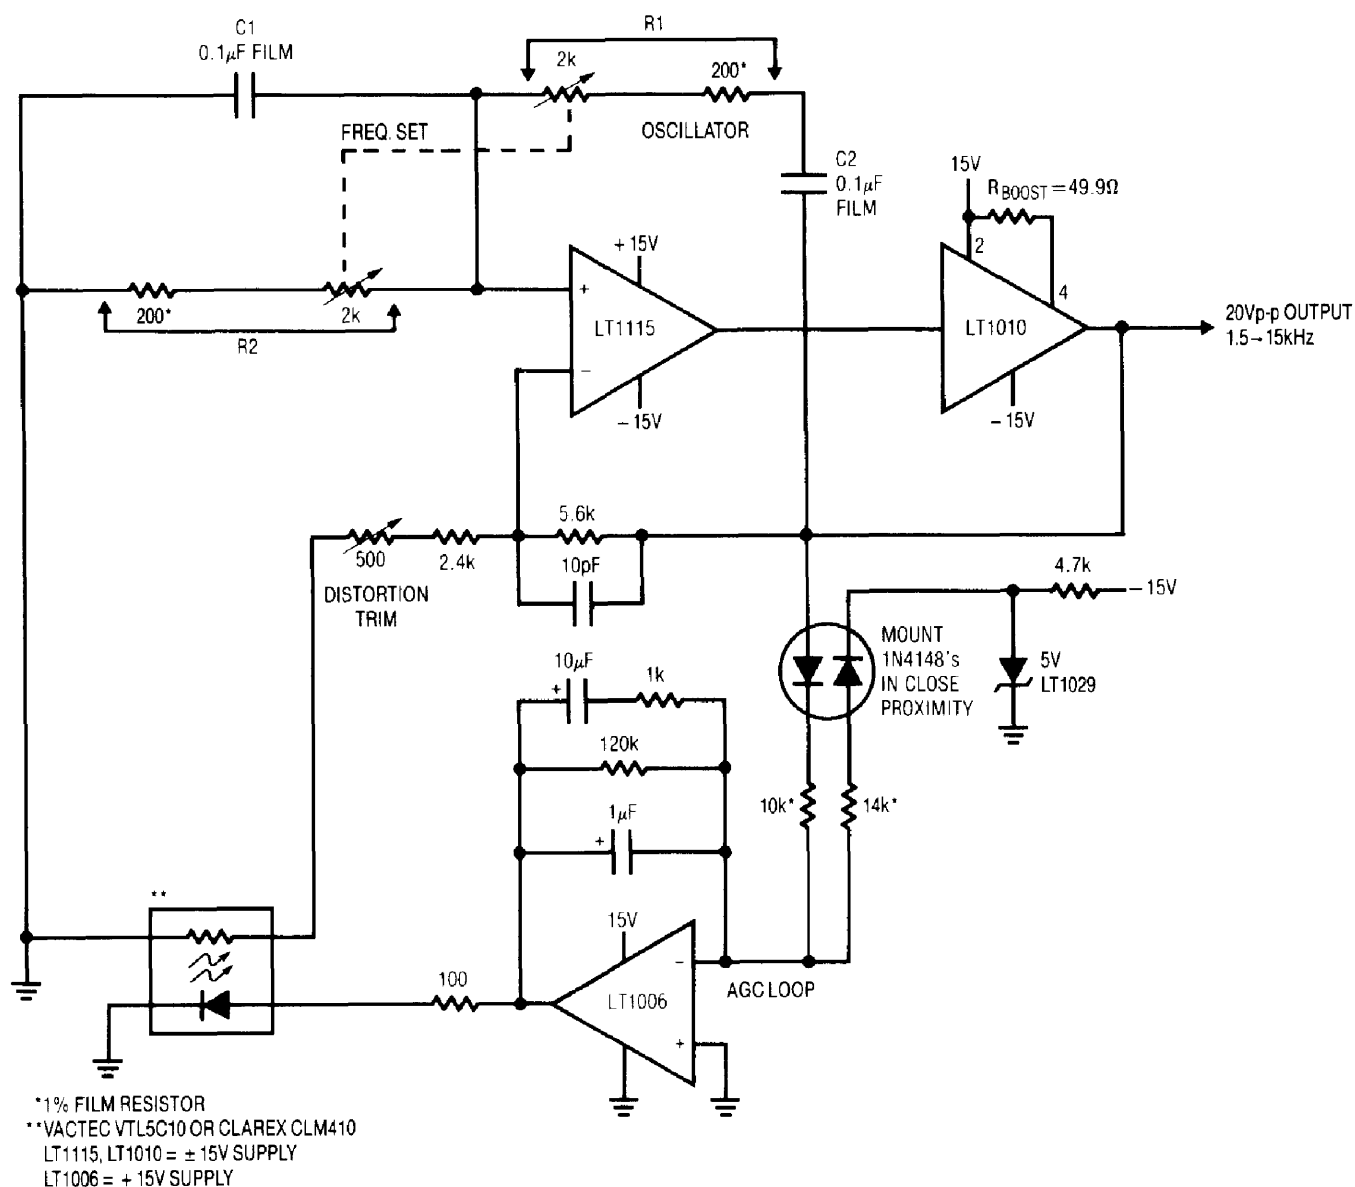 C1
0.1µF FILM
R1
2k
200*
FREQ. SET
OSCILLATOR
C2
0.1µF
FILM
15V
R BOOST = 49.9Ω
2
4
+15V
+
LT1115
−
−15V
LT1010
−15V
20Vp-p OUTPUT
1.5→15kHz
200*
2k
R2
5.6k
500
2.4k
10pF
DISTORTION
TRIM
4.7k
−15V
MOUNT
1N4148's
IN CLOSE
PROXIMITY
5V
LT1029
10µF
+
1k
120k
10k*
14k*
1µF
+
**
15V
−
100
LT1006
AGC LOOP
+
*1% FILM RESISTOR
**VACTEC VTL5C10 OR CLAREX CLM410
LT1115, LT1010 = ±15V SUPPLY
LT1006 = +15V SUPPLY